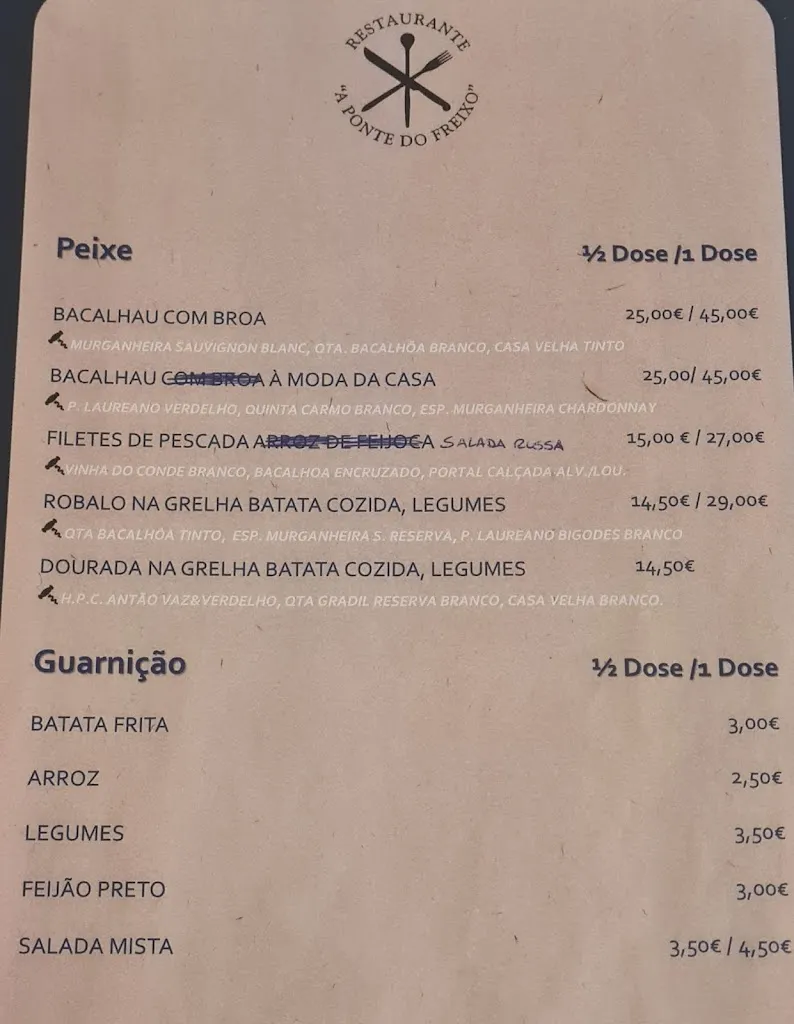 RESTAURANTE
"A PONTE DO FREIXO"
Peixe ½ Dose /1 Dose
BACALHAU COM BROA 25,00€ / 45,00€
MURGANHEIRA SAUVIGNON BLANC, QTA. BACALHÔA BRANCO, CASA VELHA TINTO
BACALHAU COM BROA À MODA DA CASA 25,00/ 45,00€
P. LAUREANO VERDELHO, QUINTA CARMO BRANCO, ESP. MURGANHEIRA CHARDONNAY
FILETES DE PESCADA ARROZ DE FEIJOCA SALADA RUSSA 15,00 € / 27,00€
VINHA DO CONDE BRANCO, BACALHOA ENCRUZADO, PORTAL CALÇADA ALV./LOU.
ROBALO NA GRELHA BATATA COZIDA, LEGUMES 14,50€ / 29,00€
QTA BACALHÔA TINTO, ESP. MURGANHEIRA S. RESERVA, P. LAUREANO BIGODES BRANCO
DOURADA NA GRELHA BATATA COZIDA, LEGUMES 14,50€
H.P.C. ANTÃO VAZ&VERDELHO, QTA GRADIL RESERVA BRANCO, CASA VELHA BRANCO.
Guarnição ½ Dose /1 Dose
BATATA FRITA 3,00€
ARROZ 2,50€
LEGUMES 3,50€
FEIJÃO PRETO 3,00€
SALADA MISTA 3,50€ / 4,50€